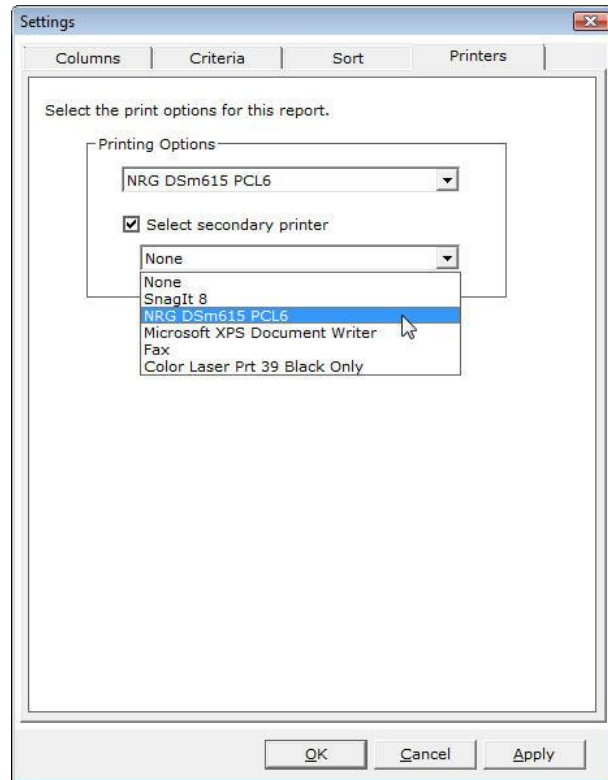 Settings
Columns Criteria Sort Printers
Select the print options for this report.
Printing Options
NRG DSm615 PCL6
Select secondary printer
None
None
SnagIt 8
NRG DSm615 PCL6
Microsoft XPS Document Writer
Fax
Color Laser Prt 39 Black Only
OK Cancel Apply